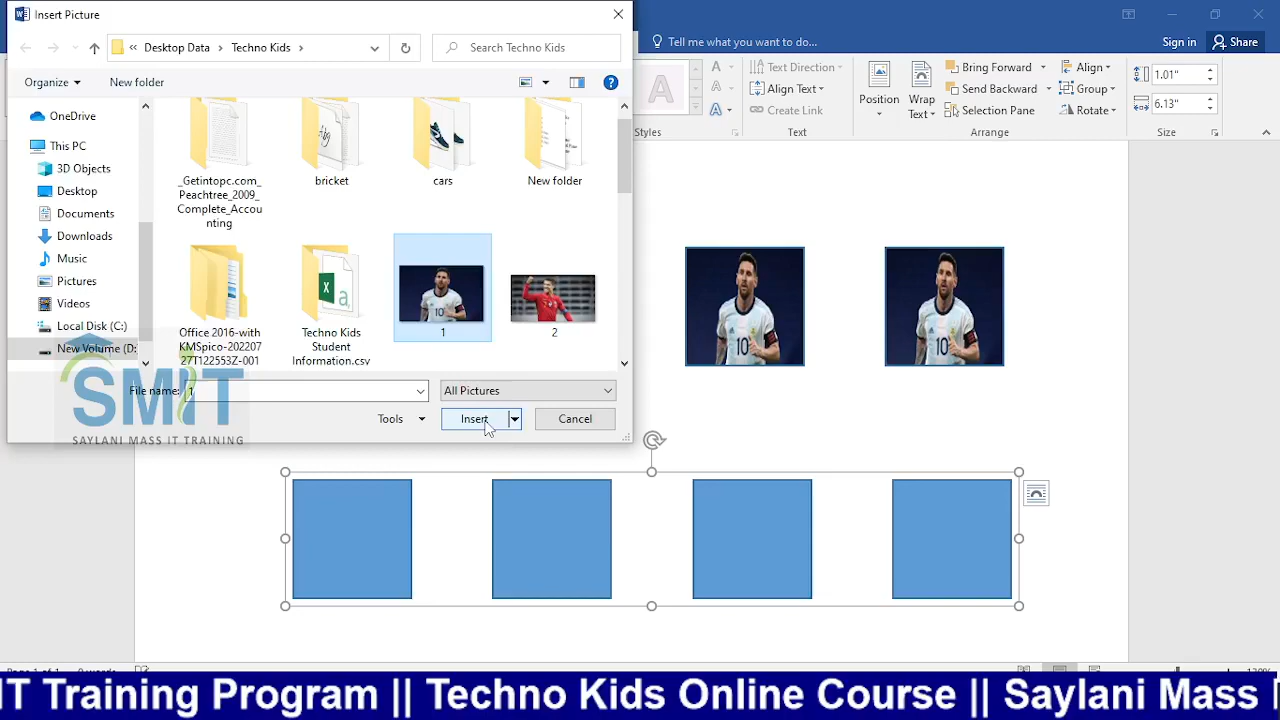 Insert Picture
Tell me what you want to do...
Sign in
Share
Desktop Data
Techno Kids
Search Techno Kids
Organize
New folder
Text Direction
Align Text
Create Link
Text
Styles
Position
Wrap Text
Bring Forward
Send Backward
Selection Pane
Align
Group
Rotate
Arrange
1.01"
6.13"
Size
OneDrive
This PC
3D Objects
Desktop
Documents
Downloads
Music
Pictures
Videos
Local Disk (C:)
New Volume (D:
_Getintopc.com_
Peachtree_2009_
Complete_Accou
nting
bricket
cars
New folder
Office 2016-with
KMSpico-202207
27T122553Z-001
Techno Kids
Student
Information.csv
1
2
File name:
1
All Pictures
Tools
Insert
Cancel
SMIT
SAYLANI MASS IT TRAINING
10
10
10
IT Training Program || Techno Kids Online Course || Saylani Mass